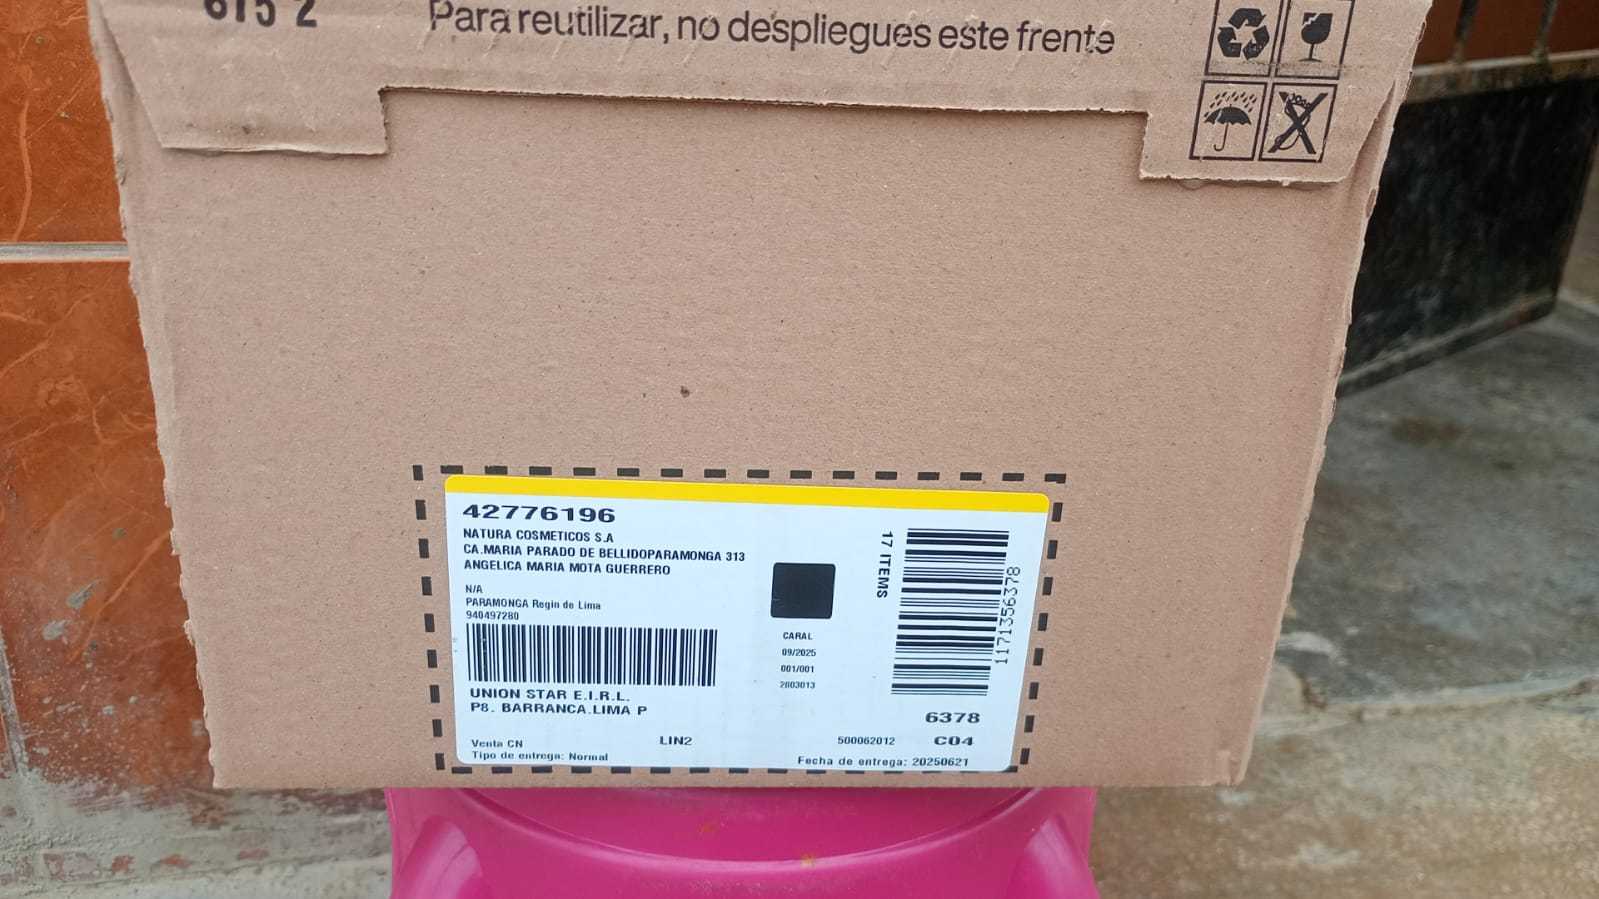 Para reutilizar, no despliegues este frente
42776196
NATURA COSMETICOS S.A
CA.MARIA PARADO DE BELLIDOPARAMONGA 313
ANGELICA MARIA MOTA GUERRERO
N/A
PARAMONGA Regin de Lima
940497280
UNION STAR E.I.R.L.
P8. BARRANCA.LIMA P
Venta CN
Tipo de entrega: Normal
LIN2
CARAL
09/2025
001/001
2603013
17 ITEMS
1171356378
6378
500062012
C04
Fecha de entrega: 20250621